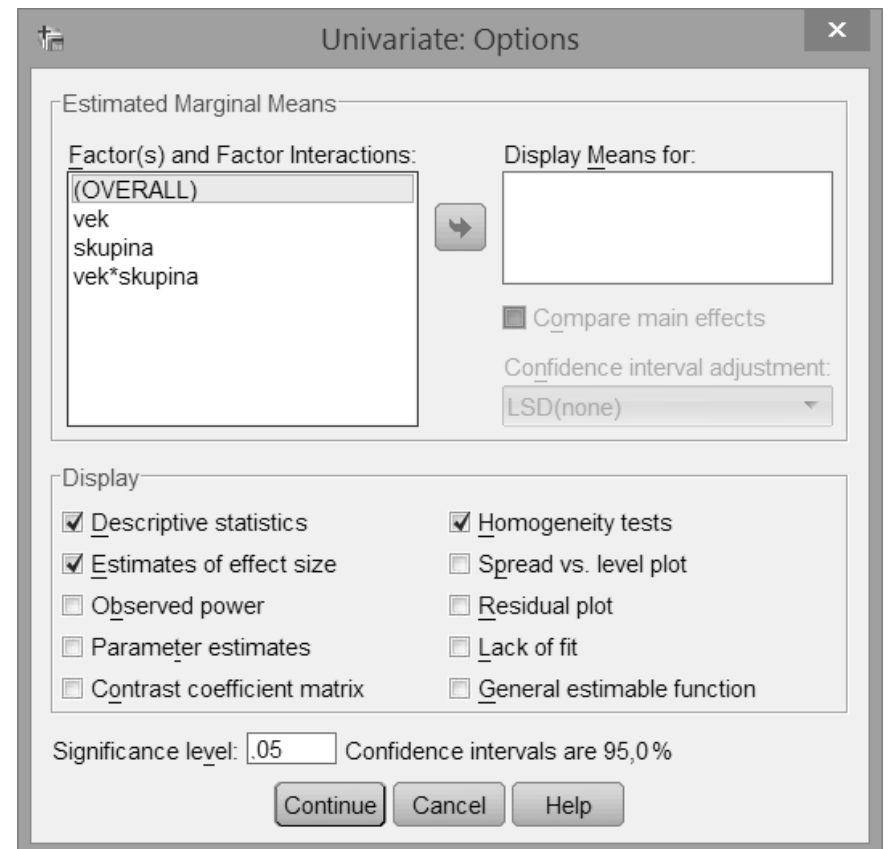 Univariate: Options
Estimated Marginal Means
Factor(s) and Factor Interactions:
(OVERALL)
vek
skupina
vek*skupina
Display Means for:
Compare main effects
Confidence interval adjustment:
LSD(none)
Display
Descriptive statistics
Estimates of effect size
Observed power
Parameter estimates
Contrast coefficient matrix
Homogeneity tests
Spread vs. level plot
Residual plot
Lack of fit
General estimable function
Significance level: ,05 Confidence intervals are 95,0 %
Continue Cancel Help